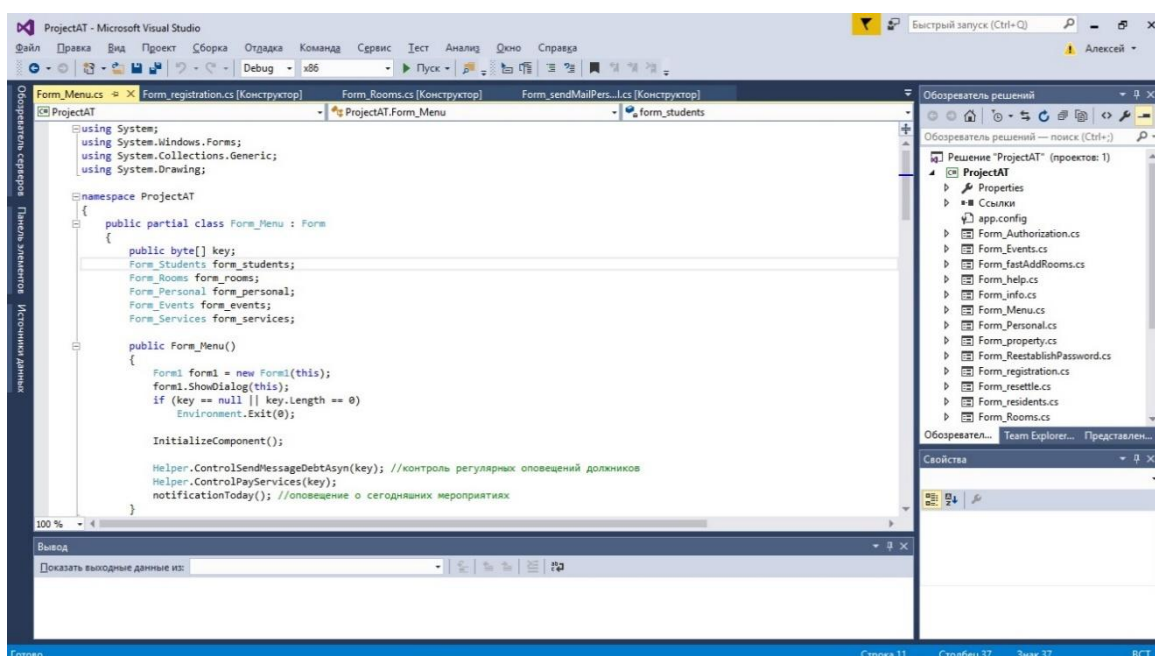 ProjectAT - Microsoft Visual Studio
Быстрый запуск (Ctrl+Q)
Файл Правка Вид Проект Сборка Отладка Команда Сервис Тест Анализ Окно Справка
Алексей
Debug x86 Пуск
Обозреватель серверов
Панель элементов
Источники данных
Form_Menu.cs Form_registration.cs [Конструктор] Form_Rooms.cs [Конструктор] Form_sendMailPers...l.cs [Конструктор]
ProjectAT ProjectAT.Form_Menu form_students
using System;
using System.Windows.Forms;
using System.Collections.Generic;
using System.Drawing;
namespace ProjectAT
{
public partial class Form_Menu : Form
{
public byte[] key;
Form_Students form_students;
Form_Rooms form_rooms;
Form_Personal form_personal;
Form_Events form_events;
Form_Services form_services;
public Form_Menu()
{
Form1 form1 = new Form1(this);
form1.ShowDialog(this);
if (key == null || key.Length == 0)
Environment.Exit(0);
InitializeComponent();
Helper.ControlSendMessageDebtAsyn(key); //контроль регулярных оповещений должников
Helper.ControlPayServices(key);
notificationToday(); //оповещение о сегодняшних мероприятиях
}
100 %
Вывод
Показать выходные данные из:
Обозреватель решений
Обозреватель решений — поиск (Ctrl+;)
Решение "ProjectAT" (проектов: 1)
ProjectAT
Properties
Ссылки
app.config
Form_Authorization.cs
Form_Events.cs
Form_fastAddRooms.cs
Form_help.cs
Form_info.cs
Form_Menu.cs
Form_Personal.cs
Form_property.cs
Form_ReestablishPassword.cs
Form_registration.cs
Form_resettle.cs
Form_residents.cs
Form_Rooms.cs
Обозревател... Team Explorer... Представлен...
Свойства
Готово Строка 11 Столбец 37 Знак 37 ВСТ